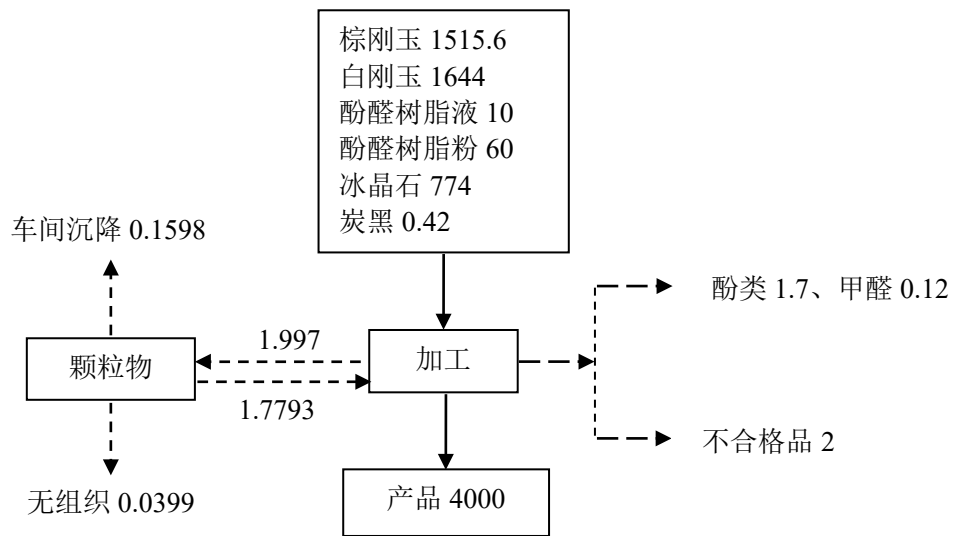 棕刚玉 1515.6
白刚玉 1644
酚醛树脂液 10
酚醛树脂粉 60
冰晶石 774
炭黑 0.42
车间沉降 0.1598
酚类 1.7、甲醛 0.12
1.997
颗粒物
加工
1.7793
不合格品 2
无组织 0.0399
产品 4000